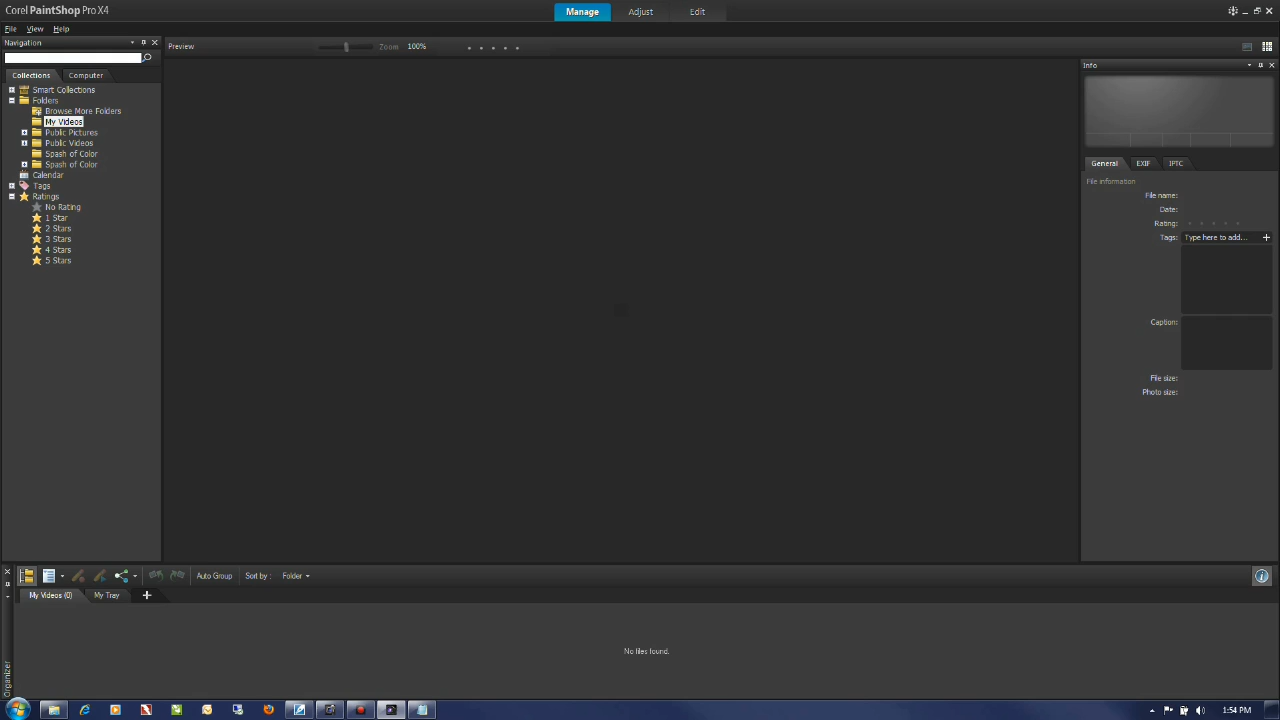 Corel PaintShop Pro X4
Manage Adjust Edit
File View Help
Navigation
Preview
Zoom 100%
Info
Collections Computer
Smart Collections
Folders
Browse More Folders
My Videos
Public Pictures
Public Videos
Spash of Color
Spash of Color
Calendar
Tags
Ratings
No Rating
1 Star
2 Stars
3 Stars
4 Stars
5 Stars
General EXIF IPTC
File information
File name:
Date:
Rating:
Tags: Type here to add...
Caption:
File size:
Photo size:
Auto Group Sort by : Folder
My Videos (0) My Tray
No files found.
Organizer
1:54 PM